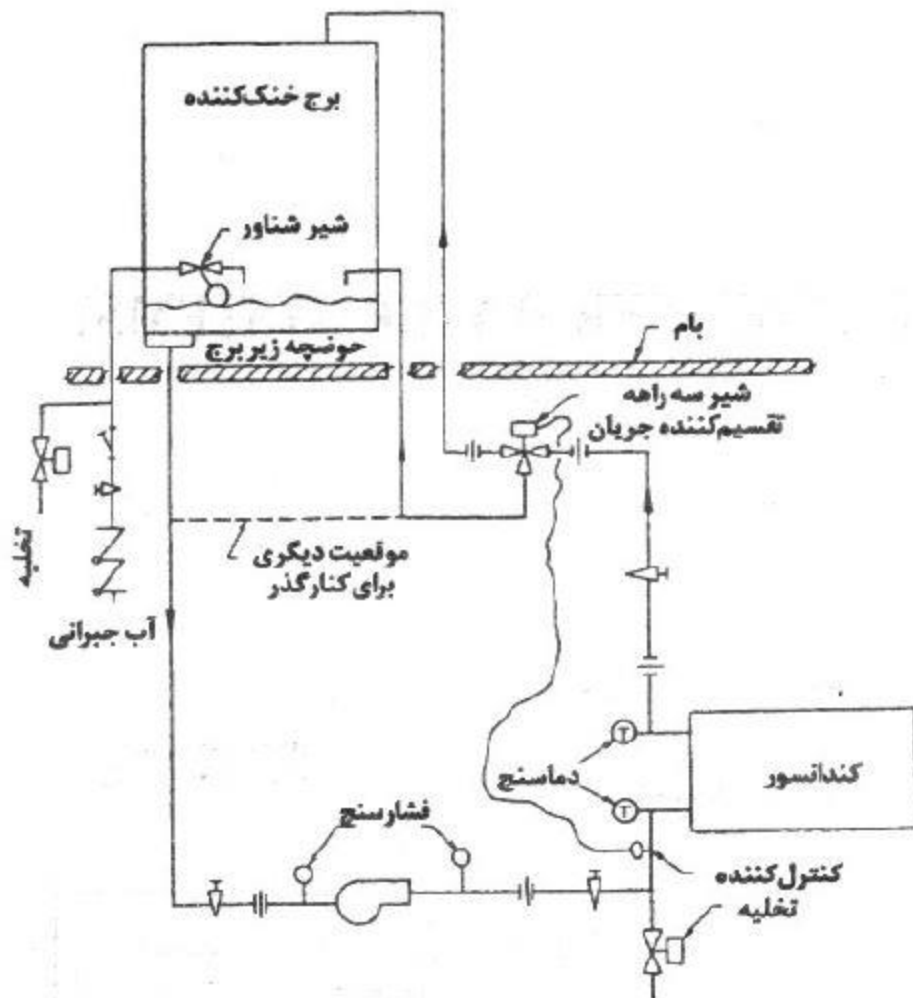 برج خنک‌کننده
شیر شناور
حوضچه زیر برج
بام
شیر سه راهه
تقسیم‌کننده جریان
تخلیه
موقعیت دیگری
برای کنارگذر
آب جبرانی
T
دماسنج
T
کندانسور
فشارسنج
کنترل‌کننده
تخلیه